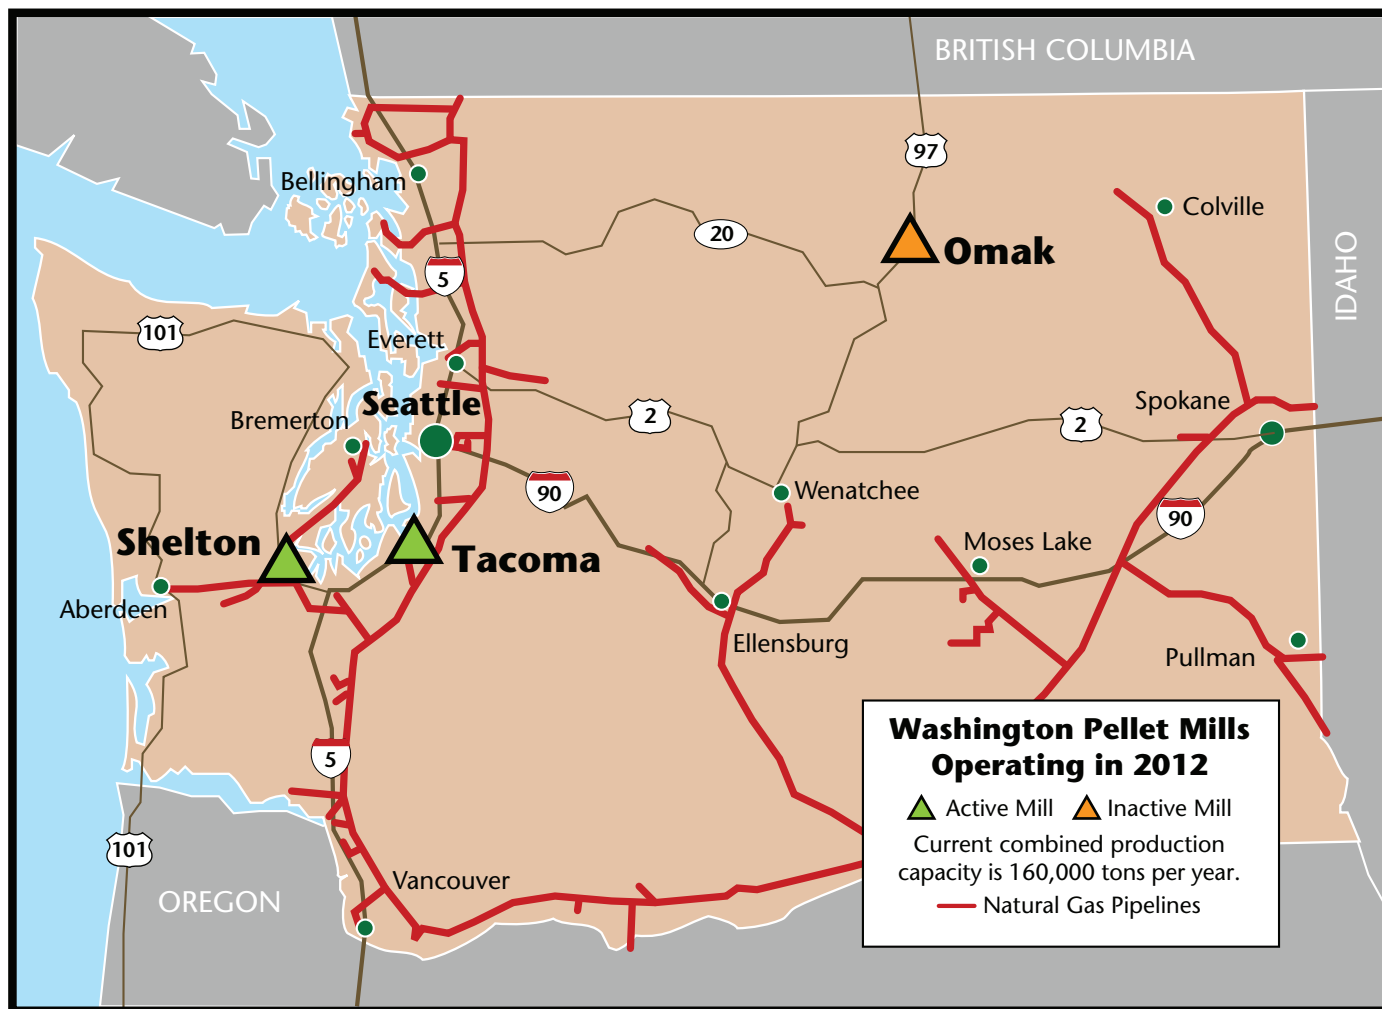 BRITISH COLUMBIA
97
Bellingham
Colville
20
Omak
IDAHO
5
101
Everett
Seattle
Spokane
Bremerton
2
2
Wenatchee
90
90
Shelton
Moses Lake
Tacoma
Aberdeen
Ellensburg
Pullman
5
101
Vancouver
OREGON
Washington Pellet Mills
Operating in 2012
Active Mill Inactive Mill
Current combined production
capacity is 160,000 tons per year.
Natural Gas Pipelines